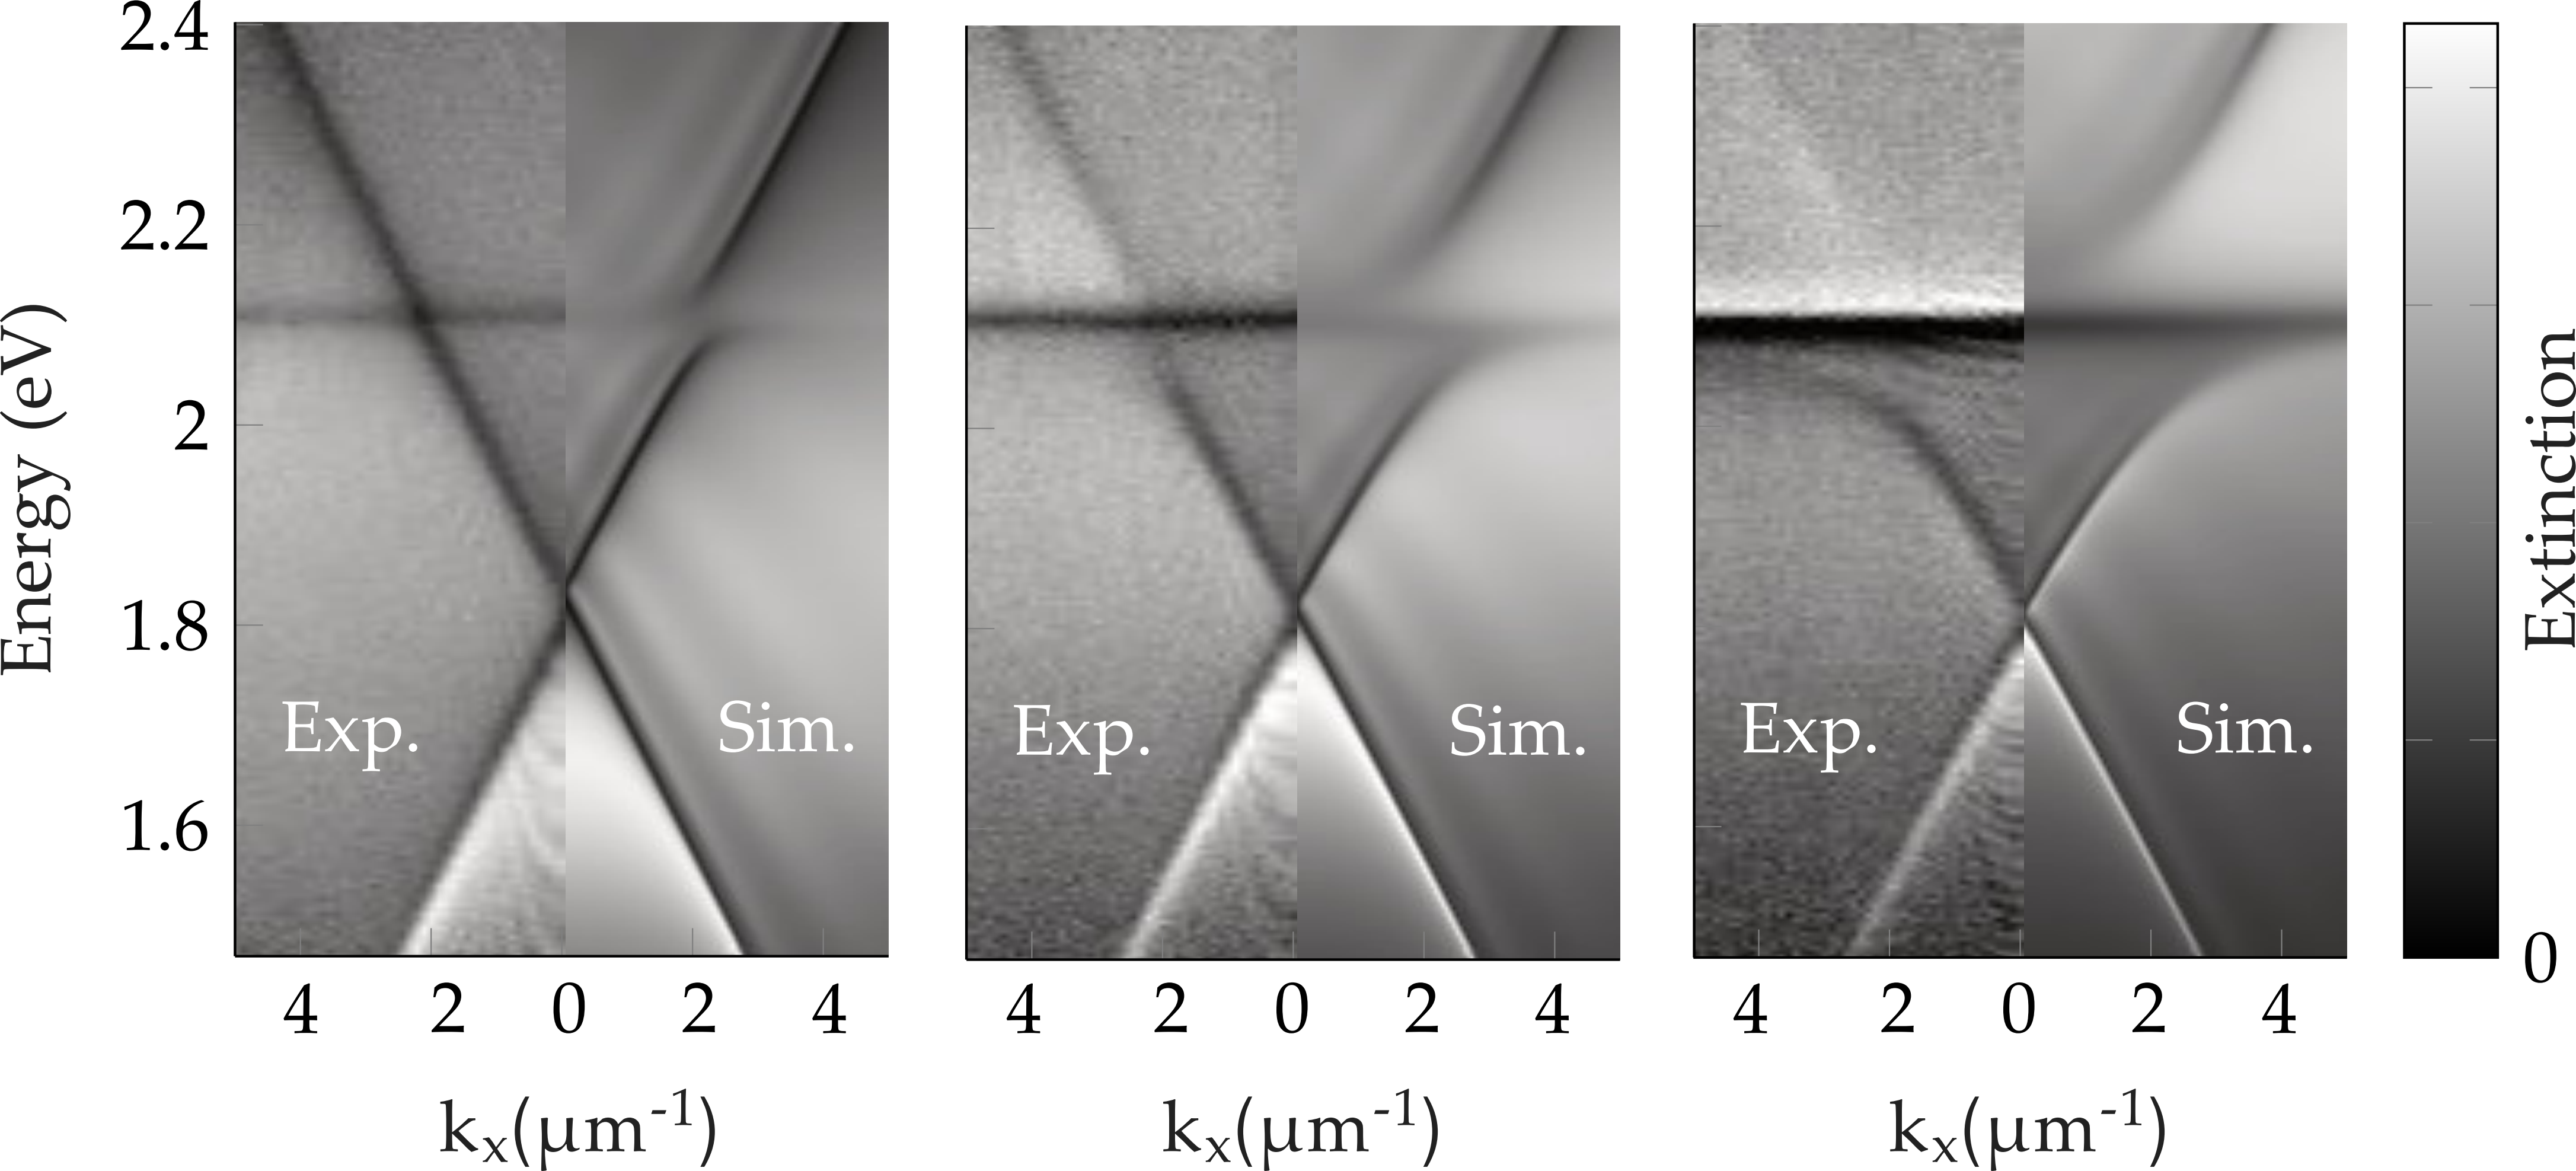 Energy (eV)
2.4
2.2
2
1.8
1.6
Exp.
Sim.
4 2 0 2 4
kₓ(µm⁻¹)
Exp.
Sim.
4 2 0 2 4
kₓ(µm⁻¹)
Exp.
Sim.
4 2 0 2 4
kₓ(µm⁻¹)
0
Extinction